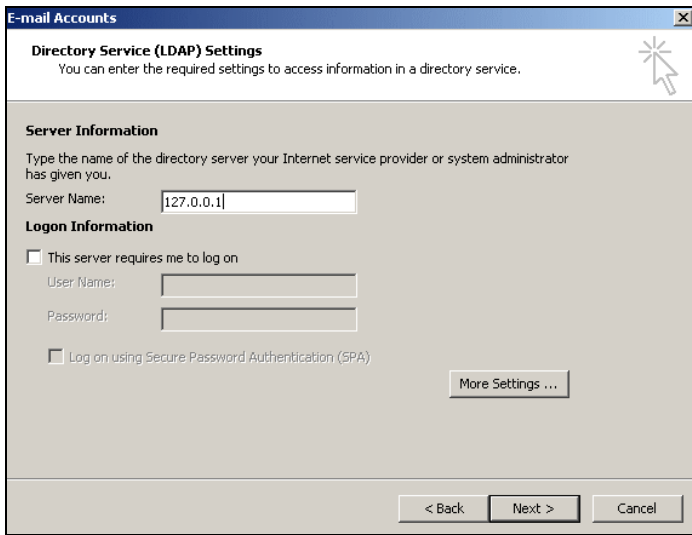 E-mail Accounts
Directory Service (LDAP) Settings
You can enter the required settings to access information in a directory service.
Server Information
Type the name of the directory server your Internet service provider or system administrator
has given you.
Server Name: 127.0.0.1
Logon Information
This server requires me to log on
User Name:
Password:
Log on using Secure Password Authentication (SPA)
More Settings ...
< Back Next > Cancel